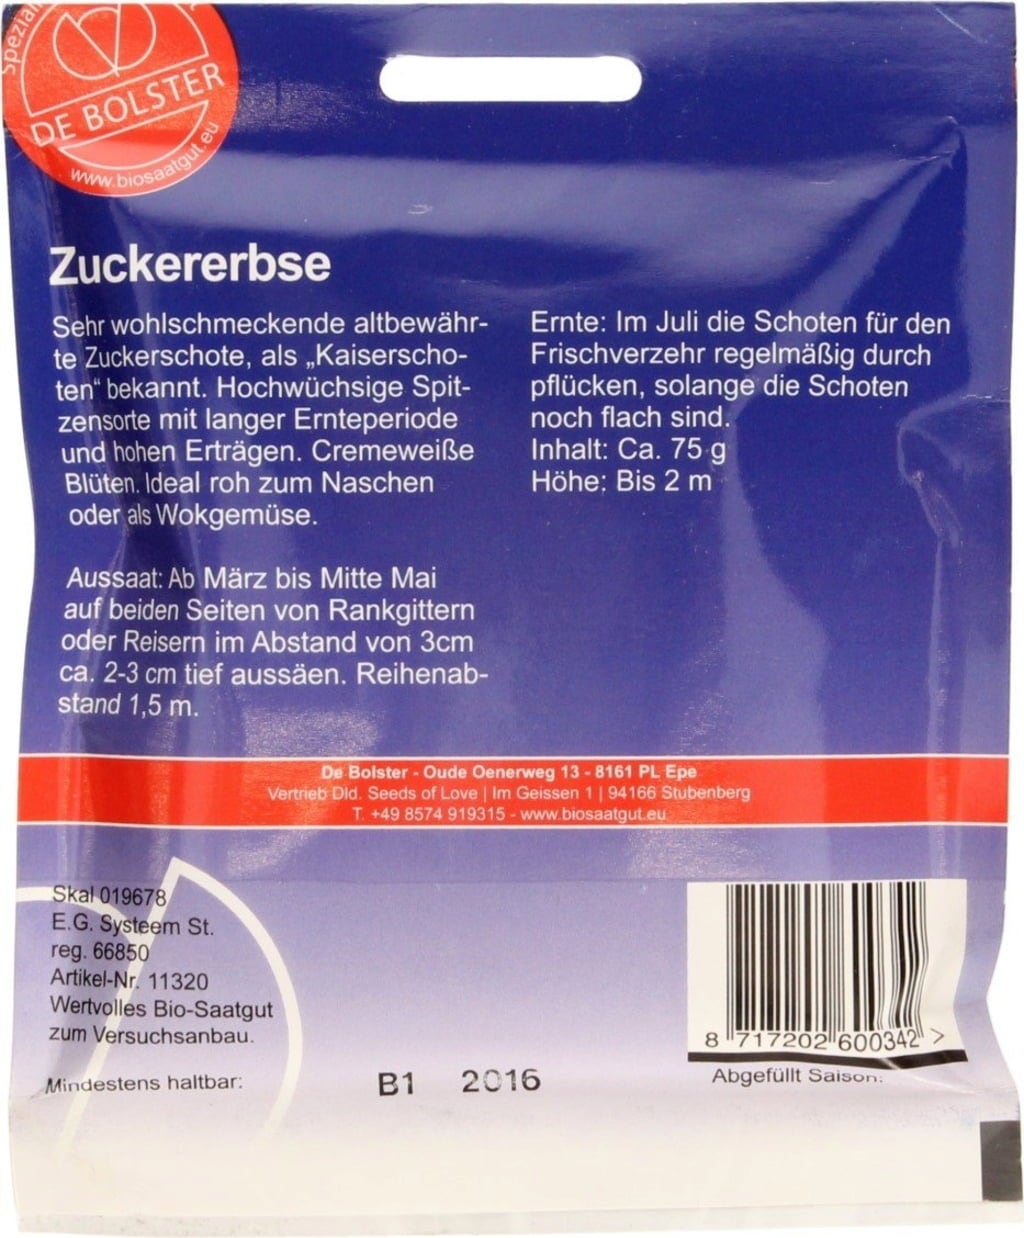 DE BOLSTER
www.biosaatgut.eu
Zuckererbse
Sehr wohlschmeckende altbewähr-
te Zuckerschote, als „Kaiserscho-
ten“ bekannt. Hochwüchsige Spit-
zensorte mit langer Ernteperiode
und hohen Erträgen. Cremeweiße
Blüten. Ideal roh zum Naschen
oder als Wokgemüse.
Aussaat: Ab März bis Mitte Mai
auf beiden Seiten von Rankgittern
oder Reisern im Abstand von 3cm
ca. 2-3 cm tief aussäen. Reihenab-
stand 1,5 m.
Ernte: Im Juli die Schoten für den
Frischverzehr regelmäßig durch
pflücken, solange die Schoten
noch flach sind.
Inhalt: Ca. 75 g
Höhe: Bis 2 m
De Bolster - Oude Oenerweg 13 - 8161 PL Epe
Vertrieb Dld. Seeds of Love | Im Geissen 1 | 94166 Stubenberg
T. +49 8574 919315 - www.biosaatgut.eu
Skal 019678
E.G. Systeem St.
reg. 66850
Artikel-Nr. 11320
Wertvolles Bio-Saatgut
zum Versuchsanbau.
8 717202 600342 >
Mindestens haltbar:
B1 2016
Abgefüllt Saison: